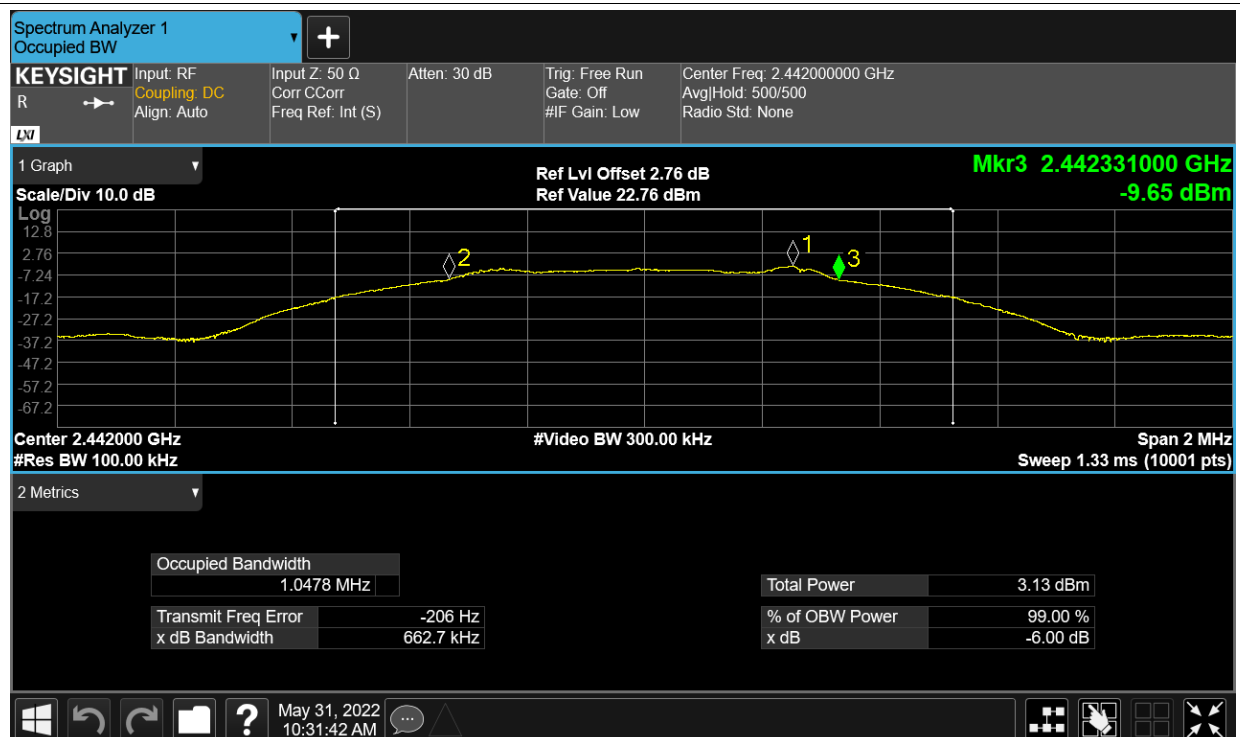 Spectrum Analyzer 1
Occupied BW
▼
+
KEYSIGHT
R
LXI
Input: RF
Coupling: DC
Align: Auto
Input Z: 50 Ω
Corr CCorr
Freq Ref: Int (S)
Atten: 30 dB
Trig: Free Run
Gate: Off
#IF Gain: Low
Center Freq: 2.442000000 GHz
Avg|Hold: 500/500
Radio Std: None
1 Graph
Scale/Div 10.0 dB
Ref Lvl Offset 2.76 dB
Ref Value 22.76 dBm
Mkr3 2.442331000 GHz
-9.65 dBm
Log
12.8
2.76
-7.24
-17.2
-27.2
-37.2
-47.2
-57.2
-67.2
2
1
3
Center 2.442000 GHz
#Res BW 100.00 kHz
#Video BW 300.00 kHz
Span 2 MHz
Sweep 1.33 ms (10001 pts)
2 Metrics
Occupied Bandwidth
1.0478 MHz
Transmit Freq Error -206 Hz
x dB Bandwidth 662.7 kHz
Total Power 3.13 dBm
% of OBW Power 99.00 %
x dB -6.00 dB
?
May 31, 2022
10:31:42 AM